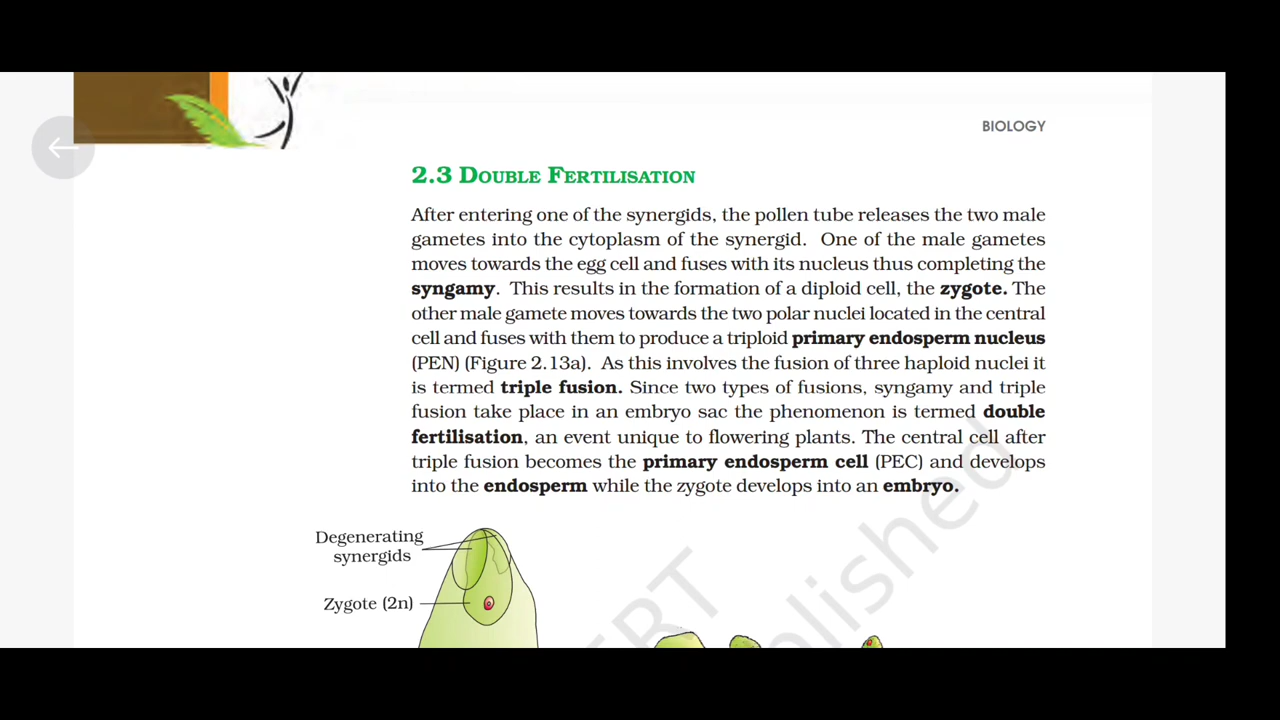 BIOLOGY
2.3 DOUBLE FERTILISATION
After entering one of the synergids, the pollen tube releases the two male
gametes into the cytoplasm of the synergid. One of the male gametes
moves towards the egg cell and fuses with its nucleus thus completing the
syngamy. This results in the formation of a diploid cell, the zygote. The
other male gamete moves towards the two polar nuclei located in the central
cell and fuses with them to produce a triploid primary endosperm nucleus
(PEN) (Figure 2.13a). As this involves the fusion of three haploid nuclei it
is termed triple fusion. Since two types of fusions, syngamy and triple
fusion take place in an embryo sac the phenomenon is termed double
fertilisation, an event unique to flowering plants. The central cell after
triple fusion becomes the primary endosperm cell (PEC) and develops
into the endosperm while the zygote develops into an embryo.
Degenerating
synergids
Zygote (2n)